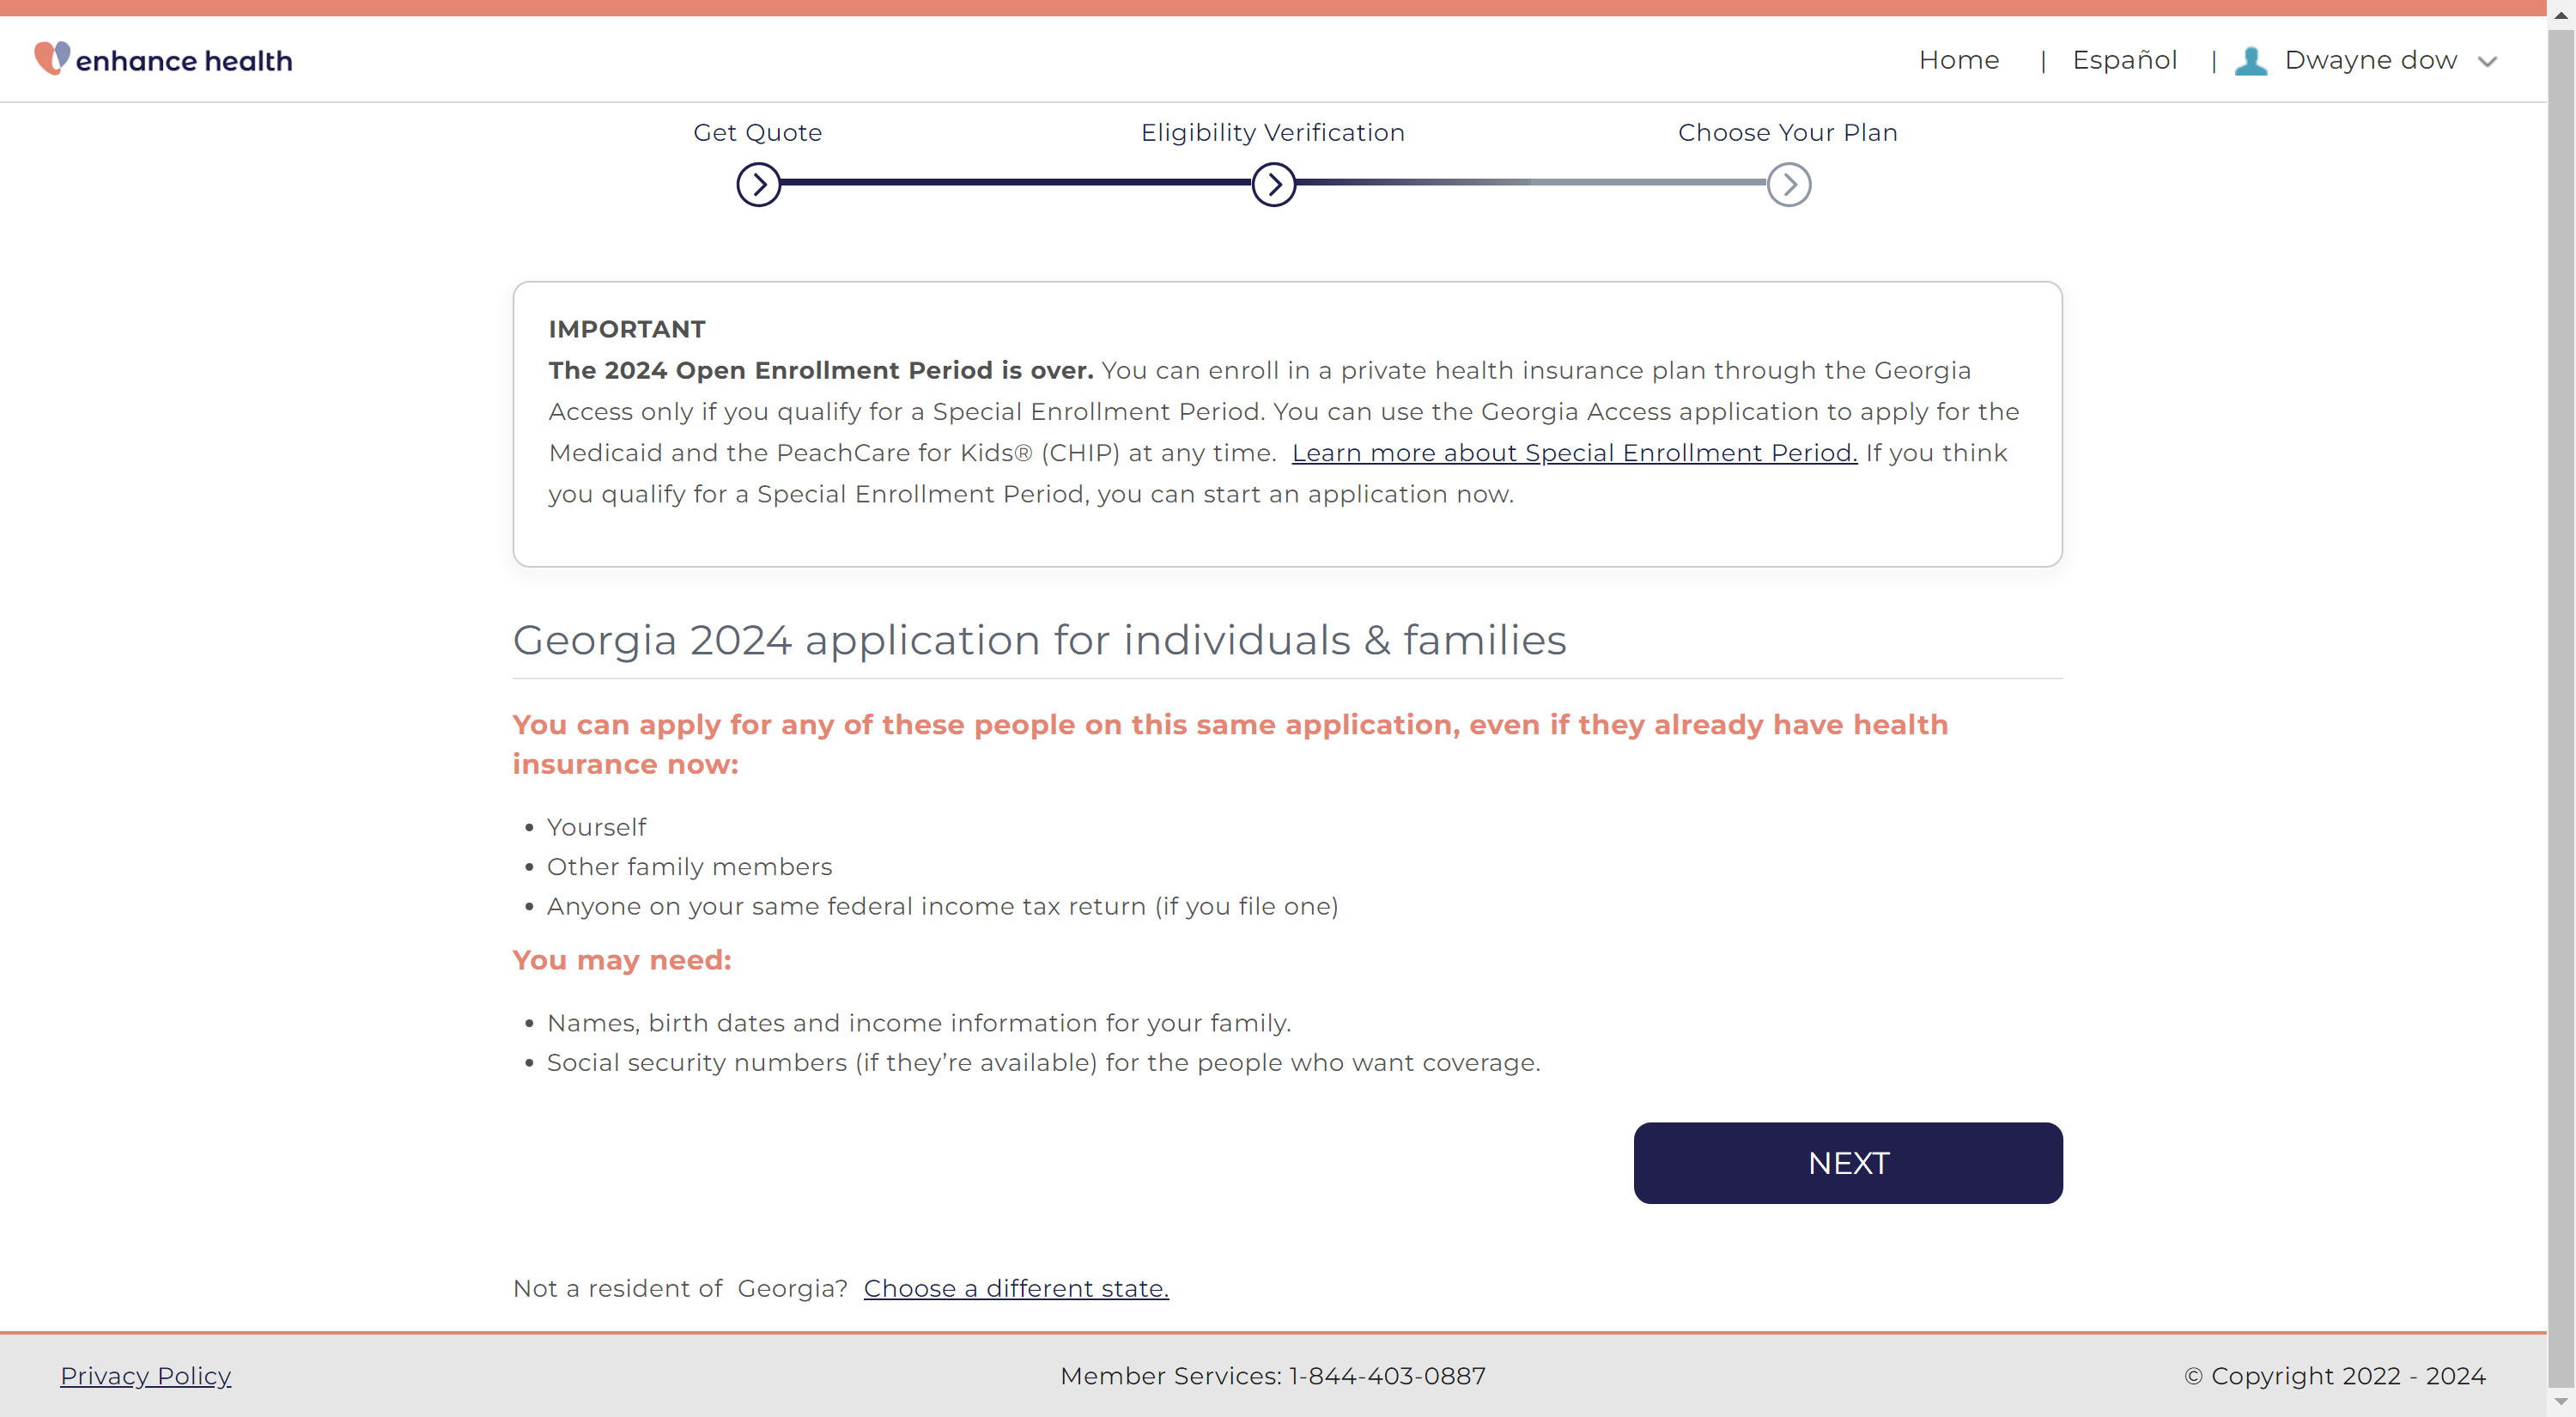 enhance health
Home | Español | Dwayne dow
Get Quote
Eligibility Verification
Choose Your Plan
IMPORTANT
The 2024 Open Enrollment Period is over. You can enroll in a private health insurance plan through the Georgia
Access only if you qualify for a Special Enrollment Period. You can use the Georgia Access application to apply for the
Medicaid and the PeachCare for Kids® (CHIP) at any time. Learn more about Special Enrollment Period. If you think
you qualify for a Special Enrollment Period, you can start an application now.
Georgia 2024 application for individuals & families
You can apply for any of these people on this same application, even if they already have health
insurance now:
• Yourself
• Other family members
• Anyone on your same federal income tax return (if you file one)
You may need:
• Names, birth dates and income information for your family.
• Social security numbers (if they’re available) for the people who want coverage.
NEXT
Not a resident of Georgia? Choose a different state.
Privacy Policy
Member Services: 1-844-403-0887
© Copyright 2022 - 2024